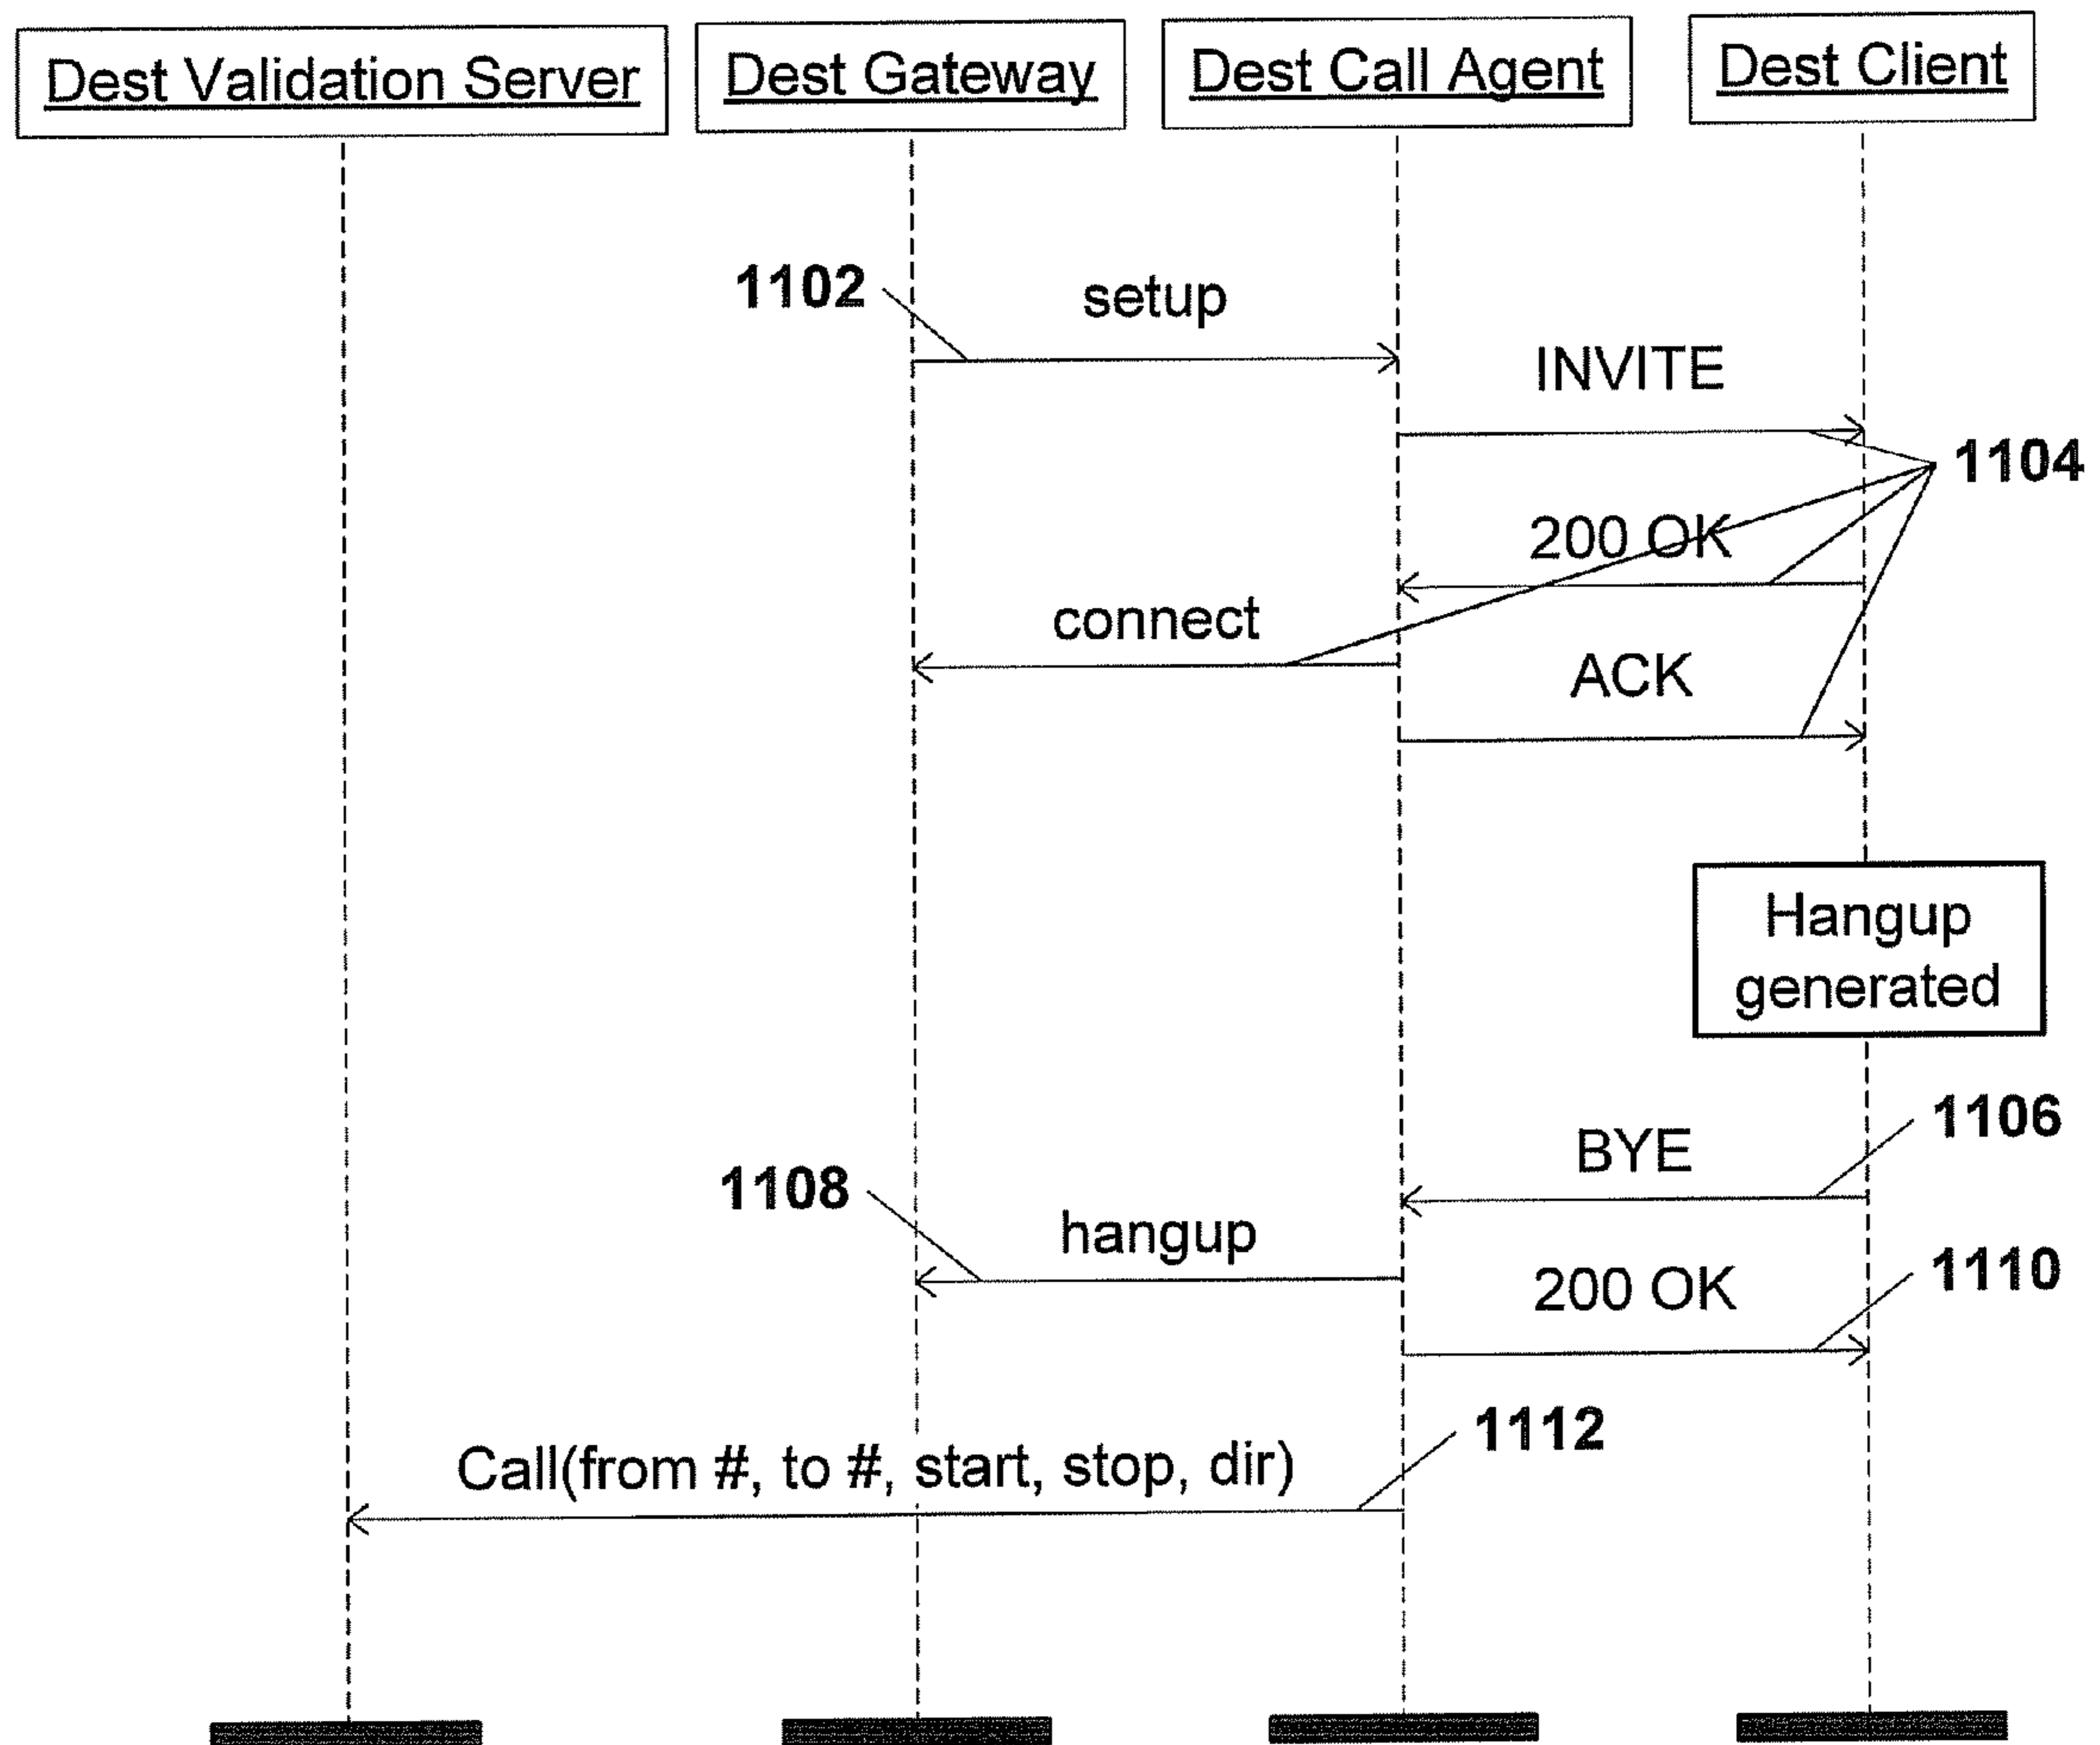 Dest Validation Server
Dest Gateway
Dest Call Agent
Dest Client
1102
setup
INVITE
1104
200 OK
connect
ACK
Hangup
generated
1106
BYE
1108
hangup
1110
200 OK
1112
Call(from #, to #, start, stop, dir)